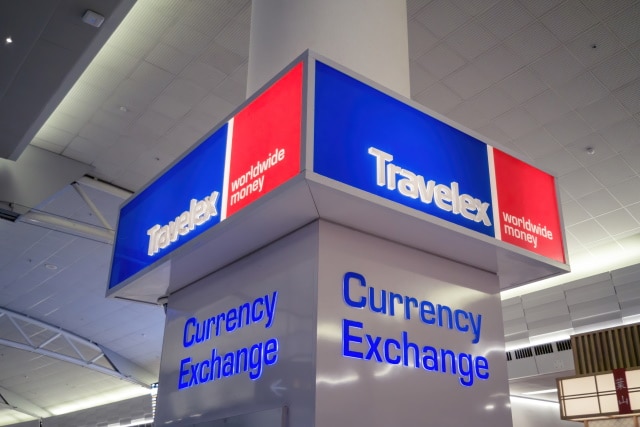 Travelex
worldwide
money
Currency
Exchange
Travelex
worldwide
money
Currency
Exchange